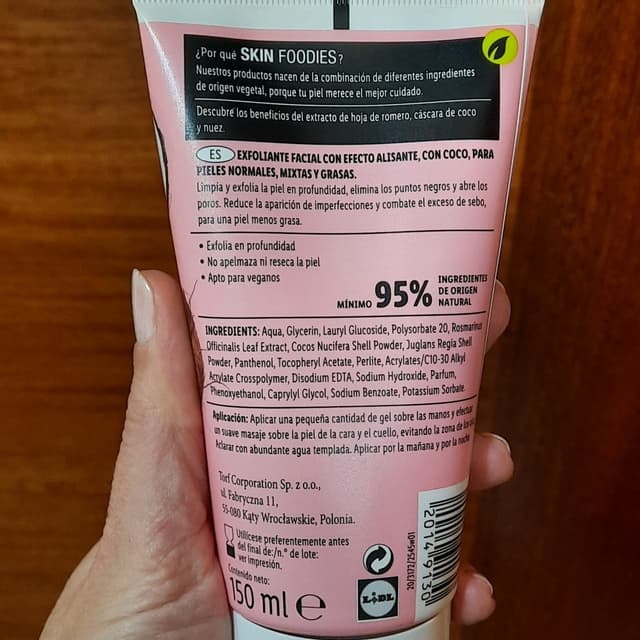 ¿Por qué SKIN FOODIES?
Nuestros productos nacen de la combinación de diferentes ingredientes
de origen vegetal, porque tu piel merece el mejor cuidado.
Descubre los beneficios del extracto de hoja de romero, cáscara de coco
y nuez.
ES EXFOLIANTE FACIAL CON EFECTO ALISANTE, CON COCO, PARA
PIELES NORMALES, MIXTAS Y GRASAS.
Limpia y exfolia la piel en profundidad, elimina los puntos negros y abre los
poros. Reduce la aparición de imperfecciones y combate el exceso de sebo,
para una piel menos grasa.
• Exfolia en profundidad
• No apelmaza ni reseca la piel
• Apto para veganos
MÍNIMO 95% INGREDIENTES
DE ORIGEN
NATURAL
INGREDIENTS: Aqua, Glycerin, Lauryl Glucoside, Polysorbate 20, Rosmarinus
Officinalis Leaf Extract, Cocos Nucifera Shell Powder, Juglans Regia Shell
Powder, Panthenol, Tocopheryl Acetate, Perlite, Acrylates/C10-30 Alkyl
Acrylate Crosspolymer, Disodium EDTA, Sodium Hydroxide, Parfum,
Phenoxyethanol, Caprylyl Glycol, Sodium Benzoate, Potassium Sorbate.
Aplicación: Aplicar una pequeña cantidad de gel sobre las manos y efectuar
un suave masaje sobre la piel de la cara y el cuello, evitando la zona de los
Aclarar con abundante agua templada. Aplicar por la mañana y por la noche.
Torf Corporation Sp. z o.o.,
ul. Fabryczna 11,
55-080 Kąty Wrocławskie, Polonia.
Utilícese preferentemente antes
del final de:/n.° de lote:
ver impresión.
Contenido neto:
150 ml e
LIDL
20/3172/2545w01
20149130